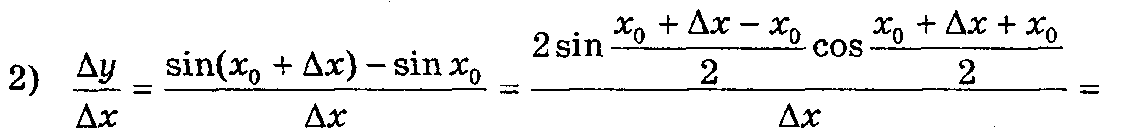 2) Δy/Δx = (sin(x₀ + Δx) − sin x₀)/Δx = (2 sin (x₀ + Δx − x₀)/2 cos (x₀ + Δx + x₀)/2)/Δx =